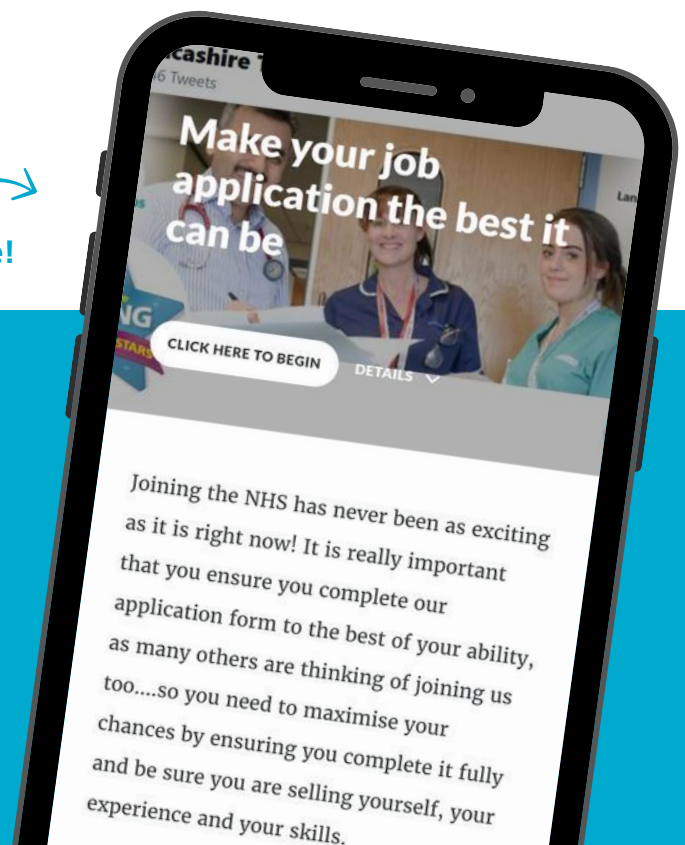 cashire
6 Tweets
Make your job
application the best it
can be
Lan
e!
NG
STARS
CLICK HERE TO BEGIN
DETAILS
Joining the NHS has never been as exciting
as it is right now! It is really important
that you ensure you complete our
application form to the best of your ability,
as many others are thinking of joining us
too....so you need to maximise your
chances by ensuring you complete it fully
and be sure you are selling yourself, your
experience and your skills.